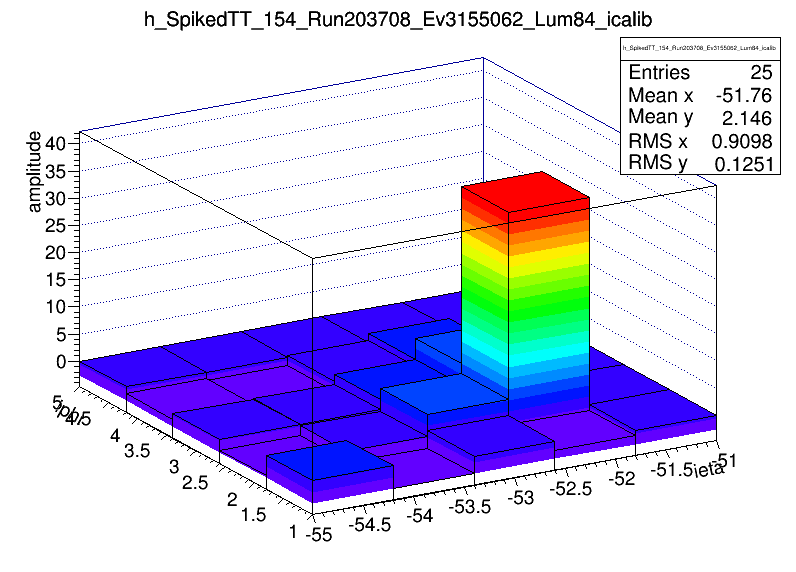 h_SpikedTT_154_Run203708_Ev3155062_Lum84_icalib
h_SpikedTT_154_Run203708_Ev3155062_Lum84_icalib
Entries 25
Mean x -51.76
Mean y 2.146
RMS x 0.9098
RMS y 0.1251
amplitude
40
35
30
25
20
15
10
5
0
5
4.5
iphi
4
3.5
3
2.5
2
1.5
1
-55
-54.5
-54
-53.5
-53
-52.5
-52
-51.5
ieta
-51